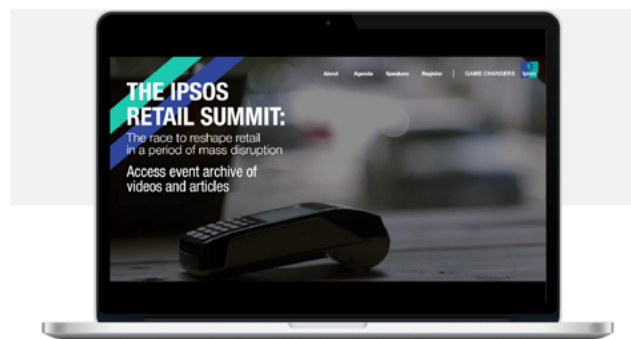 About Agenda Speakers Register | GAME CHANGERS Ipsos
THE IPSOS
RETAIL SUMMIT:
The race to reshape retail
in a period of mass disruption
Access event archive of
videos and articles